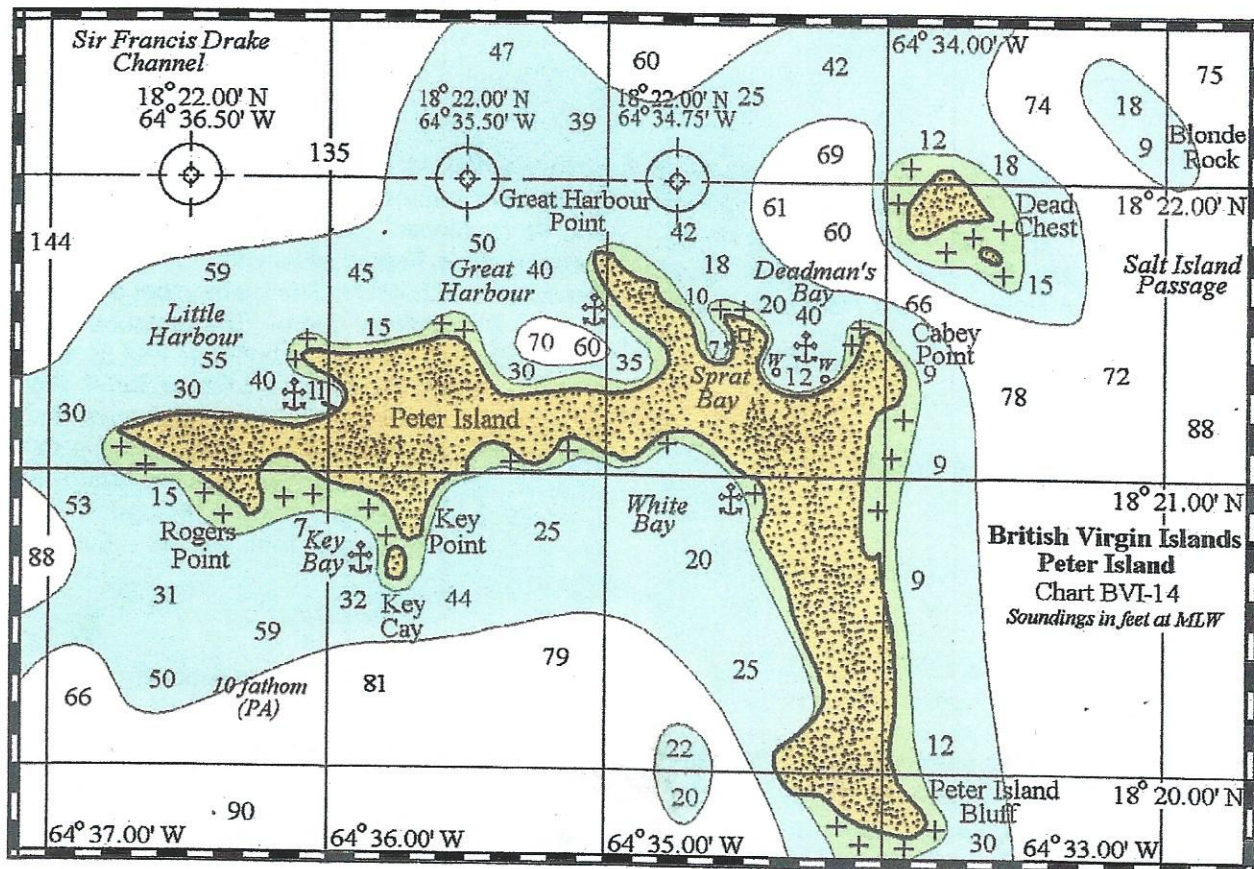 Sir Francis Drake
Channel
18° 22.00' N
64° 36.50' W
47
60
18° 22.00' N
64° 35.50' W
39
18° 22.00' N
64° 34.75' W
25
42
64° 34.00' W
75
74
18
9
Blonde
Rock
135
69
12
18
Great Harbour
Point
61
60
Dead
Chest
18° 22.00' N
144
59
45
50
42
15
Salt Island
Passage
Great
Harbour
40
18
Deadman's
Bay
40
10
20
66
Cabey
Point
Little
Harbour
55
15
70
60
35
7
W
12
W
9
78
72
30
30
40
11
30
Sprat
Bay
Peter Island
88
9
53
15
Rogers
Point
7
Key
Bay
Key
Point
25
White
Bay
20
18° 21.00' N
British Virgin Islands
Peter Island
Chart BVI-14
Soundings in feet at MLW
88
31
32
Key
Cay
44
9
59
66
50
10 fathom
(PA)
81
79
25
22
20
12
90
Peter Island
Bluff
30
18° 20.00' N
64° 37.00' W
64° 36.00' W
64° 35.00' W
64° 33.00' W